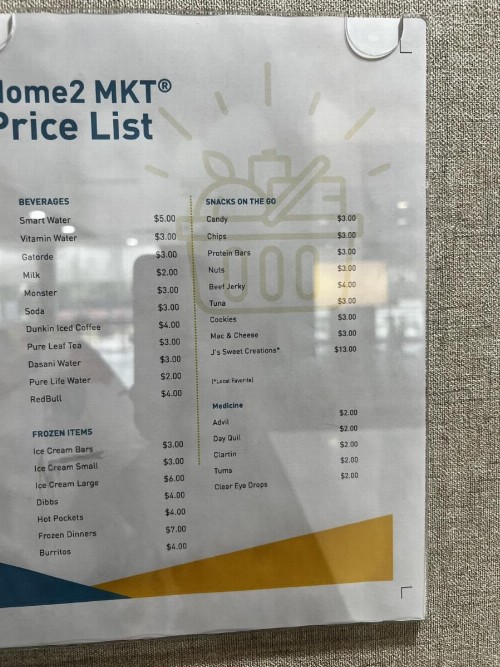 Home2 MKT®
Price List
BEVERAGES
Smart Water $5.00
Vitamin Water $3.00
Gatorde $3.00
Milk $2.00
Monster $3.00
Soda $3.00
Dunkin Iced Coffee $4.00
Pure Leaf Tea $3.00
Dasani Water $3.00
Pure Life Water $2.00
RedBull $4.00
FROZEN ITEMS
Ice Cream Bars $3.00
Ice Cream Small $3.00
Ice Cream Large $6.00
Dibbs $4.00
Hot Pockets $4.00
Frozen Dinners $7.00
Burritos $4.00
SNACKS ON THE GO
Candy $3.00
Chips $3.00
Protein Bars $3.00
Nuts $3.00
Beef Jerky $4.00
Tuna $3.00
Cookies $3.00
Mac & Cheese $3.00
J's Sweet Creations* $13.00
(*Local Favorite)
Medicine
Advil $2.00
Day Quil $2.00
Clartin $2.00
Tums $2.00
Clear Eye Drops $2.00